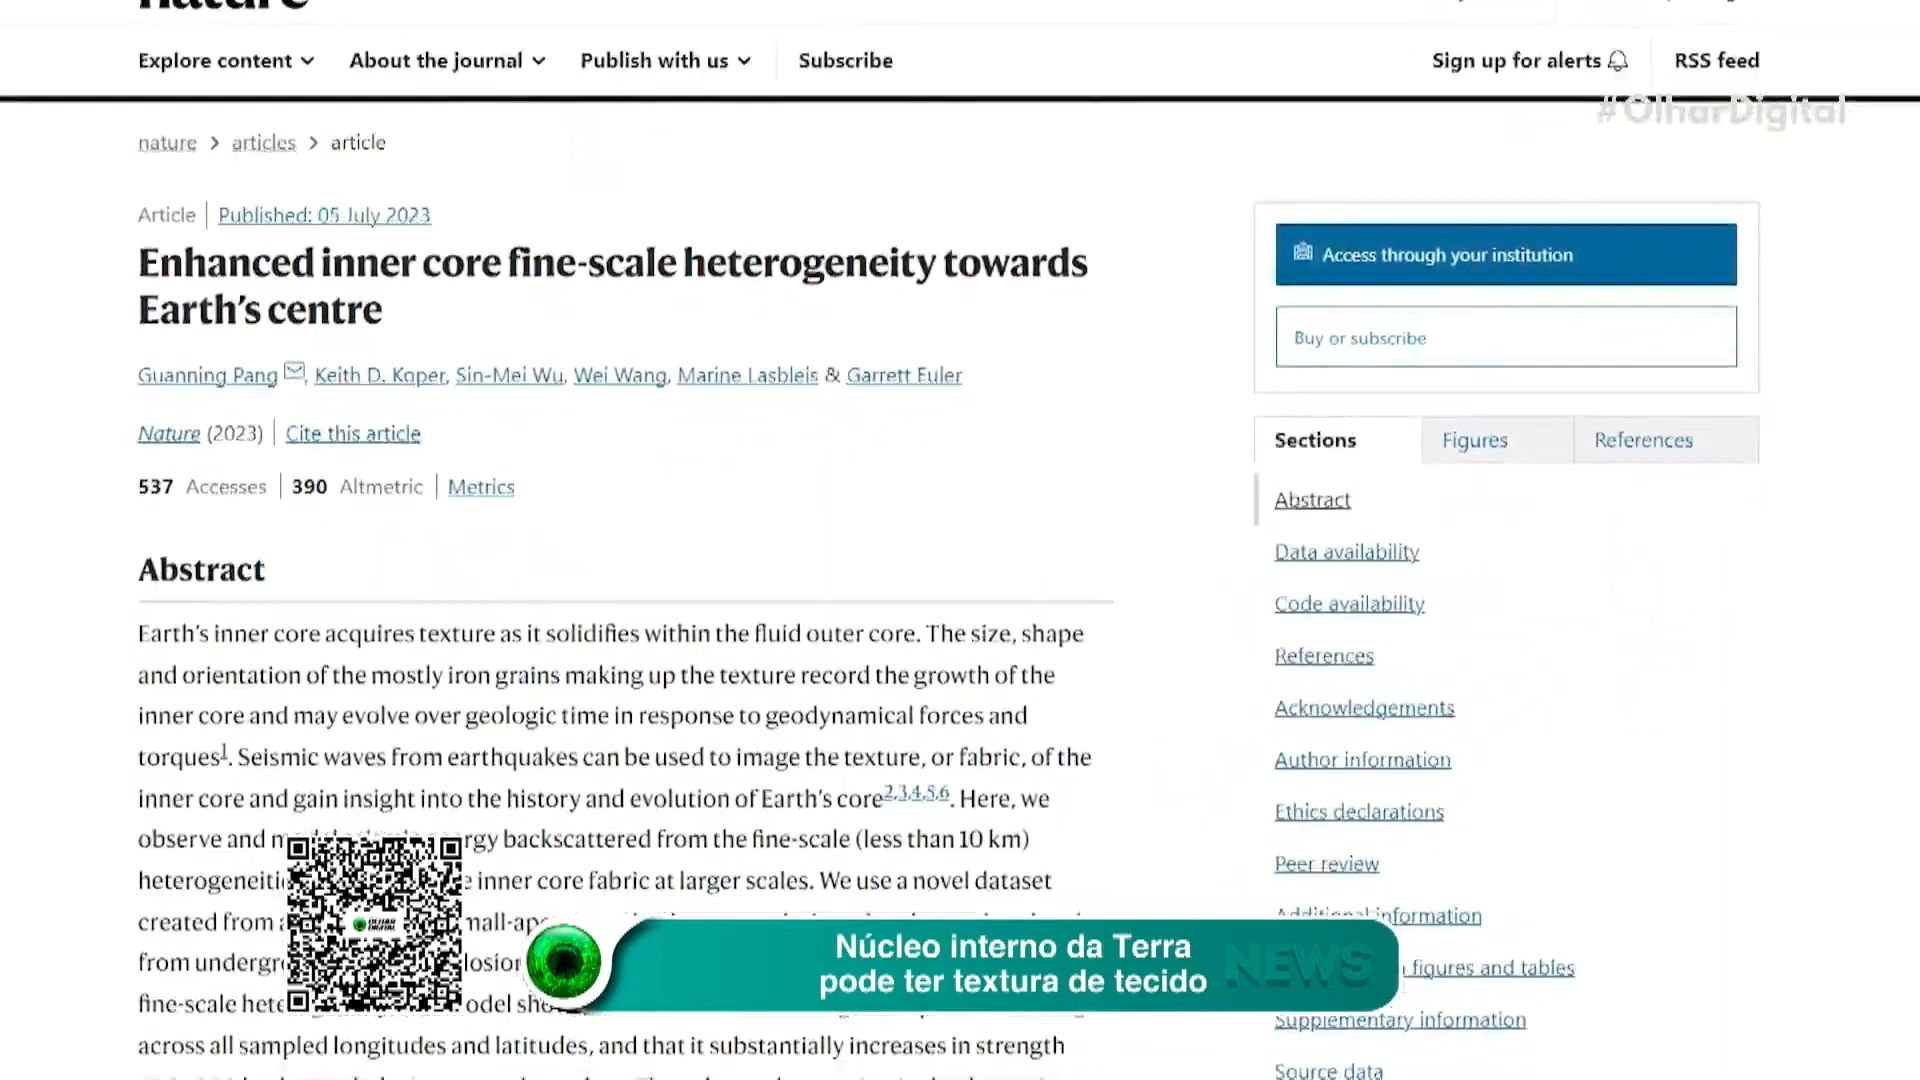 nature
Explore content About the journal Publish with us Subscribe Sign up for alerts RSS feed
#OlharDigital
nature > articles > article
Article | Published: 05 July 2023
Enhanced inner core fine-scale heterogeneity towards
Earth's centre
Guanning Pang, Keith D. Koper, Sin-Mei Wu, Wei Wang, Marine Lasbleis & Garrett Euler
Nature (2023) | Cite this article
537 Accesses | 390 Altmetric | Metrics
Abstract
Earth's inner core acquires texture as it solidifies within the fluid outer core. The size, shape
and orientation of the mostly iron grains making up the texture record the growth of the
inner core and may evolve over geologic time in response to geodynamical forces and
torques1. Seismic waves from earthquakes can be used to image the texture, or fabric, of the
inner core and gain insight into the history and evolution of Earth's core2,3,4,5,6. Here, we
observe and backscattered from the fine-scale (less than 10 km)
inner core fabric at larger scales. We use a novel dataset
created from
from
fine-scale
across all sampled longitudes and latitudes, and that it substantially increases in strength
Access through your institution
Buy or subscribe
Sections Figures References
Abstract
Data availability
Code availability
References
Acknowledgements
Author information
Ethics declarations
Peer review
Additional information
figures and tables
Supplementary information
Source data
OLHAR
DIGITAL
Núcleo interno da Terra
pode ter textura de tecido
NEWS